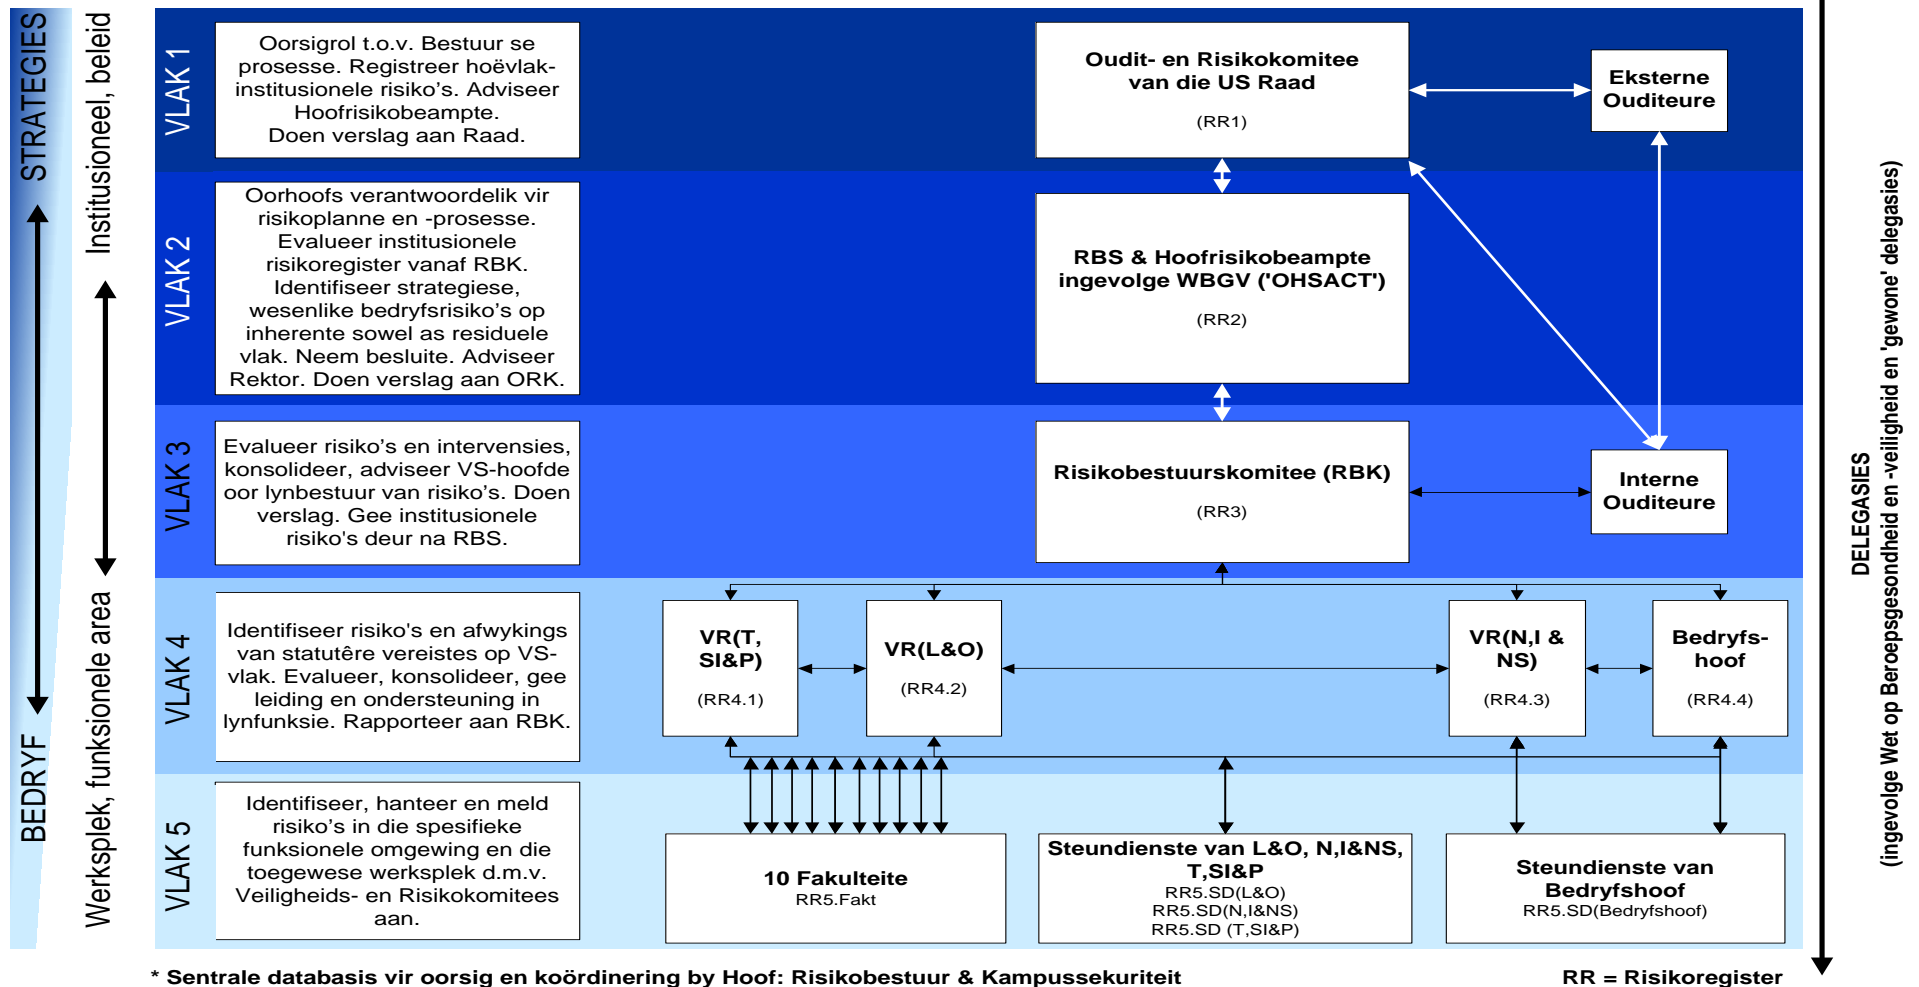 STRATEGIES
BEDRYF
Institusioneel, beleid
Werksplek, funksionele area
VLAK 1
Oorsigrol t.o.v. Bestuur se
prosesse. Registreer hoëvlak-
institusionele risiko's. Adviseer
Hoofrisikobeampte.
Doen verslag aan Raad.
Oudit- en Risikokomitee
van die US Raad
(RR1)
Eksterne
Ouditeure
VLAK 2
Oorhoofs verantwoordelik vir
risikoplanne en -prosesse.
Evalueer institusionele
risikoregister vanaf RBK.
Identifiseer strategiese,
wesenlike bedryfsrisiko's op
inherente sowel as residuele
vlak. Neem besluite. Adviseer
Rektor. Doen verslag aan ORK.
RBS & Hoofrisikobeampte
ingevolge WBGV ('OHSACT')
(RR2)
VLAK 3
Evalueer risiko's en intervensies,
konsolideer, adviseer VS-hoofde
oor lynbestuur van risiko's. Doen
verslag. Gee institusionele
risiko's deur na RBS.
Risikobestuurskomitee (RBK)
(RR3)
Interne
Ouditeure
VLAK 4
Identifiseer risiko's en afwykings
van statutêre vereistes op VS-
vlak. Evalueer, konsolideer, gee
leiding en ondersteuning in
lynfunksie. Rapporteer aan RBK.
VR(T,
SI&P)
(RR4.1)
VR(L&O)
(RR4.2)
VR(N,I &
NS)
(RR4.3)
Bedryfs-
hoof
(RR4.4)
VLAK 5
Identifiseer, hanteer en meld
risiko's in die spesifieke
funksionele omgewing en die
toegewese werksplek d.m.v.
Veiligheids- en Risikokomitees
aan.
10 Fakulteite
RR5.Fakt
Steundienste van L&O, N,I&NS,
T,SI&P
RR5.SD(L&O)
RR5.SD(N,I&NS)
RR5.SD (T,SI&P)
Steundienste van
Bedryfshoof
RR5.SD(Bedryfshoof)
DELEGASIES
(ingevolge Wet op Beroepsgesondheid en -veiligheid en 'gewone' delegasies)
* Sentrale databasis vir oorsig en koördinering by Hoof: Risikobestuur & Kampussekuriteit
RR = Risikoregister